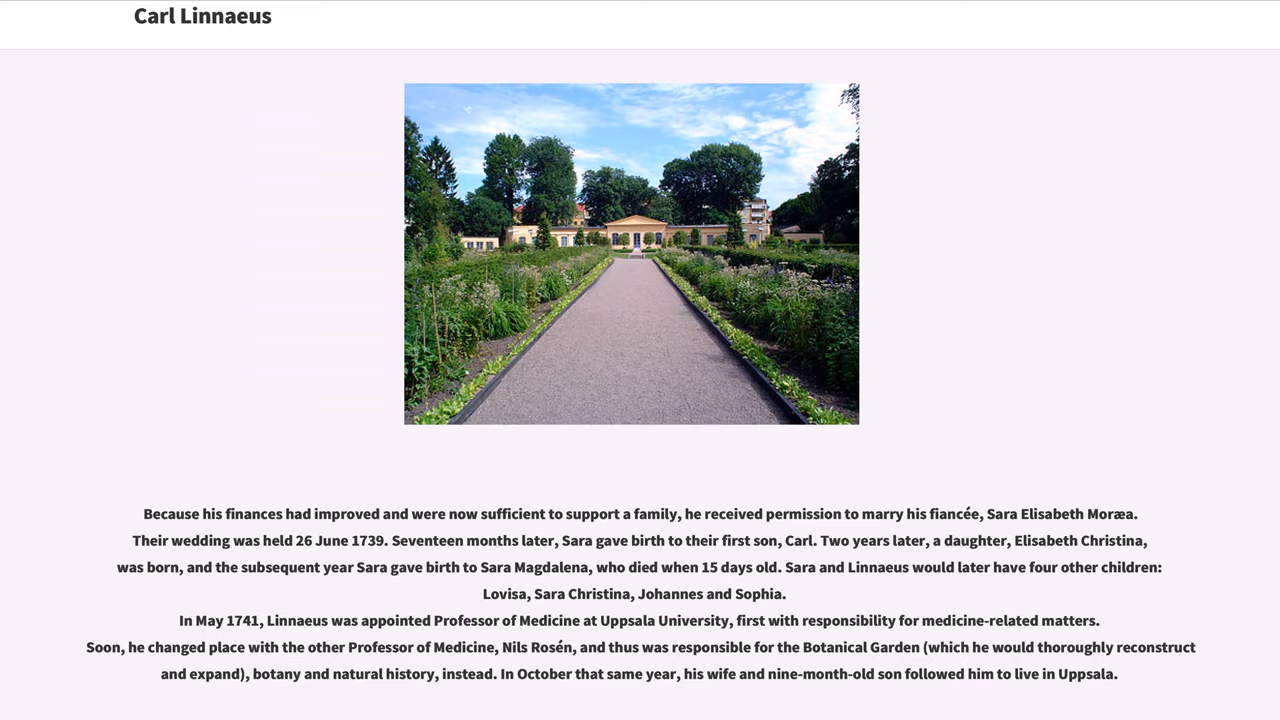 Carl Linnaeus
Because his finances had improved and were now sufficient to support a family, he received permission to marry his fiancée, Sara Elisabeth Moræa.
Their wedding was held 26 June 1739. Seventeen months later, Sara gave birth to their first son, Carl. Two years later, a daughter, Elisabeth Christina,
was born, and the subsequent year Sara gave birth to Sara Magdalena, who died when 15 days old. Sara and Linnaeus would later have four other children:
Lovisa, Sara Christina, Johannes and Sophia.
In May 1741, Linnaeus was appointed Professor of Medicine at Uppsala University, first with responsibility for medicine-related matters.
Soon, he changed place with the other Professor of Medicine, Nils Rosén, and thus was responsible for the Botanical Garden (which he would thoroughly reconstruct
and expand), botany and natural history, instead. In October that same year, his wife and nine-month-old son followed him to live in Uppsala.